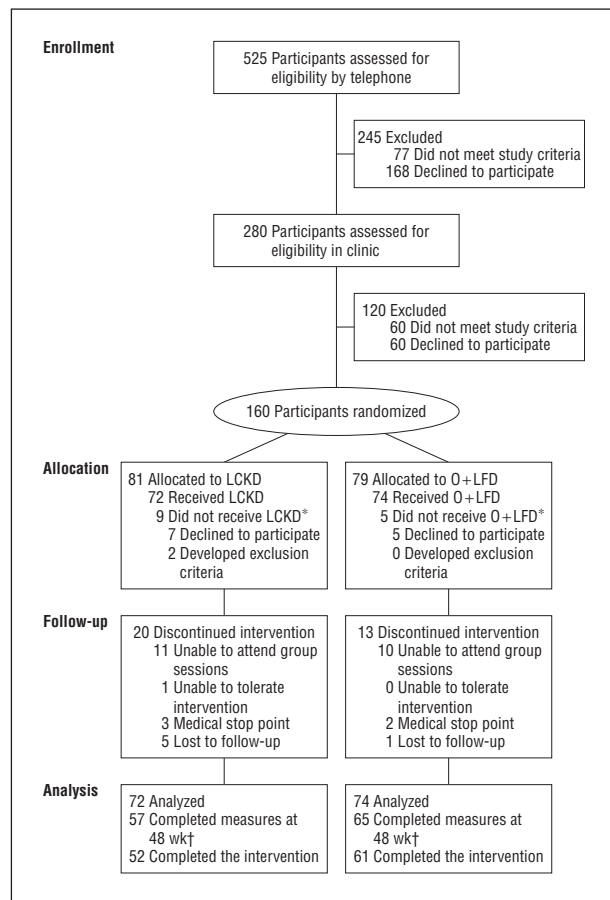 Enrollment
525 Participants assessed for
eligibility by telephone
245 Excluded
77 Did not meet study criteria
168 Declined to participate
280 Participants assessed for
eligibility in clinic
120 Excluded
60 Did not meet study criteria
60 Declined to participate
160 Participants randomized
Allocation
81 Allocated to LCKD
72 Received LCKD
9 Did not receive LCKD*
7 Declined to participate
2 Developed exclusion
criteria
79 Allocated to O+LFD
74 Received O+LFD
5 Did not receive O+LFD*
5 Declined to participate
0 Developed exclusion
criteria
Follow-up
20 Discontinued intervention
11 Unable to attend group
sessions
1 Unable to tolerate
intervention
3 Medical stop point
5 Lost to follow-up
13 Discontinued intervention
10 Unable to attend group
sessions
0 Unable to tolerate
intervention
2 Medical stop point
1 Lost to follow-up
Analysis
72 Analyzed
57 Completed measures at
48 wk†
52 Completed the intervention
74 Analyzed
65 Completed measures at
48 wk†
61 Completed the intervention